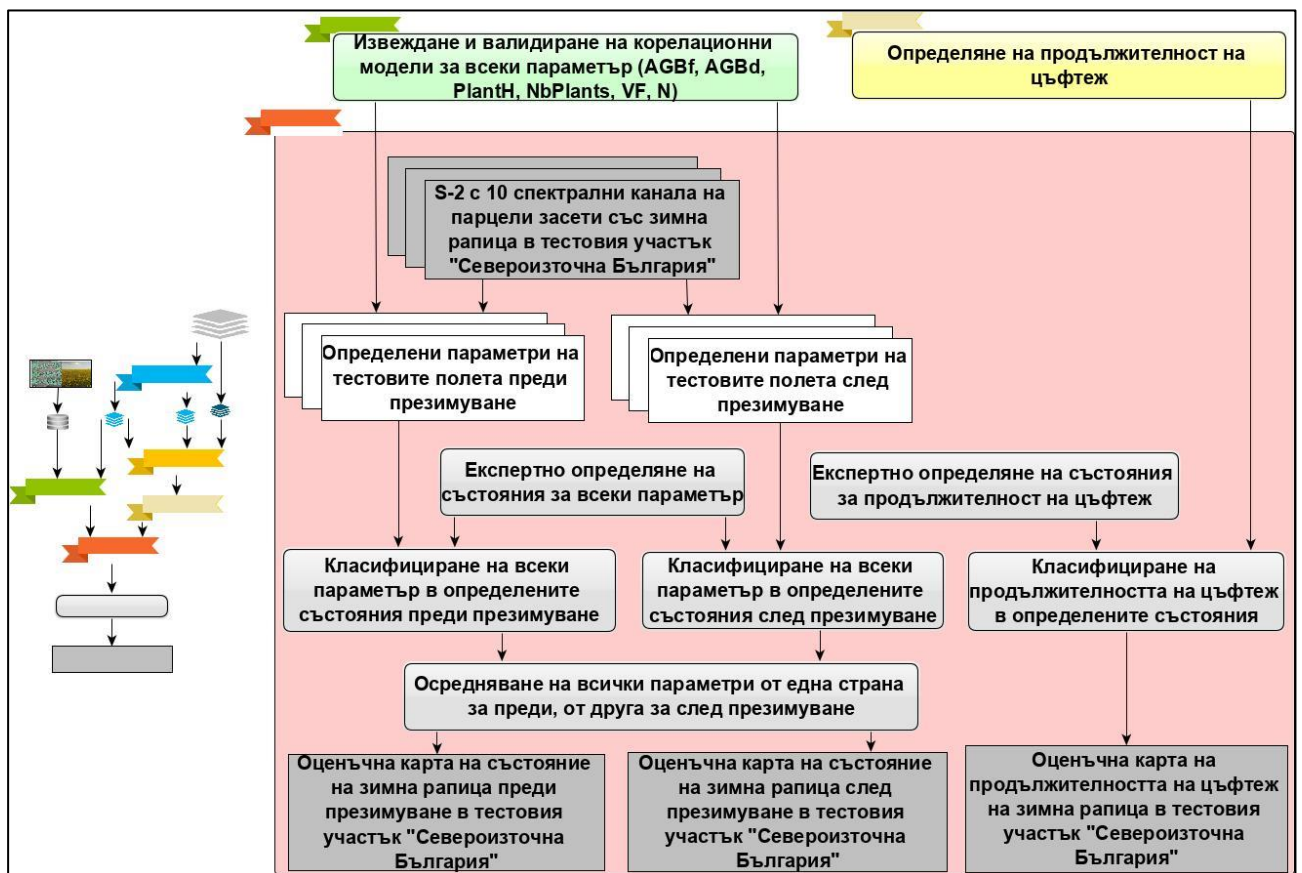 Извеждане и валидиране на корелационни
модели за всеки параметър (AGBf, AGBd,
PlantH, NbPlants, VF, N)
Определяне на продължителност на
цъфтеж
S-2 с 10 спектрални канала на
парцели засети със зимна
рапица в тестовия участък
"Североизточна България"
Определени параметри на
тестовите полета преди
презимуване
Определени параметри на
тестовите полета след
презимуване
Експертно определяне на
състояния за всеки параметър
Експертно определяне на състояния
за продължителност на цъфтеж
Класифициране на всеки
параметър в определените
състояния преди презимуване
Класифициране на всеки
параметър в определените
състояния след презимуване
Класифициране на
продължителността на цъфтеж
в определените състояния
Осредняване на всички параметри от една страна
за преди, от друга за след презимуване
Оценъчна карта на състояние
на зимна рапица преди
презимуване в тестовия
участък "Североизточна
България"
Оценъчна карта на състояние
на зимна рапица след
презимуване в тестовия
участък "Североизточна
България"
Оценъчна карта на
продължителността на цъфтеж
на зимна рапица в тестовия
участък "Североизточна
България"